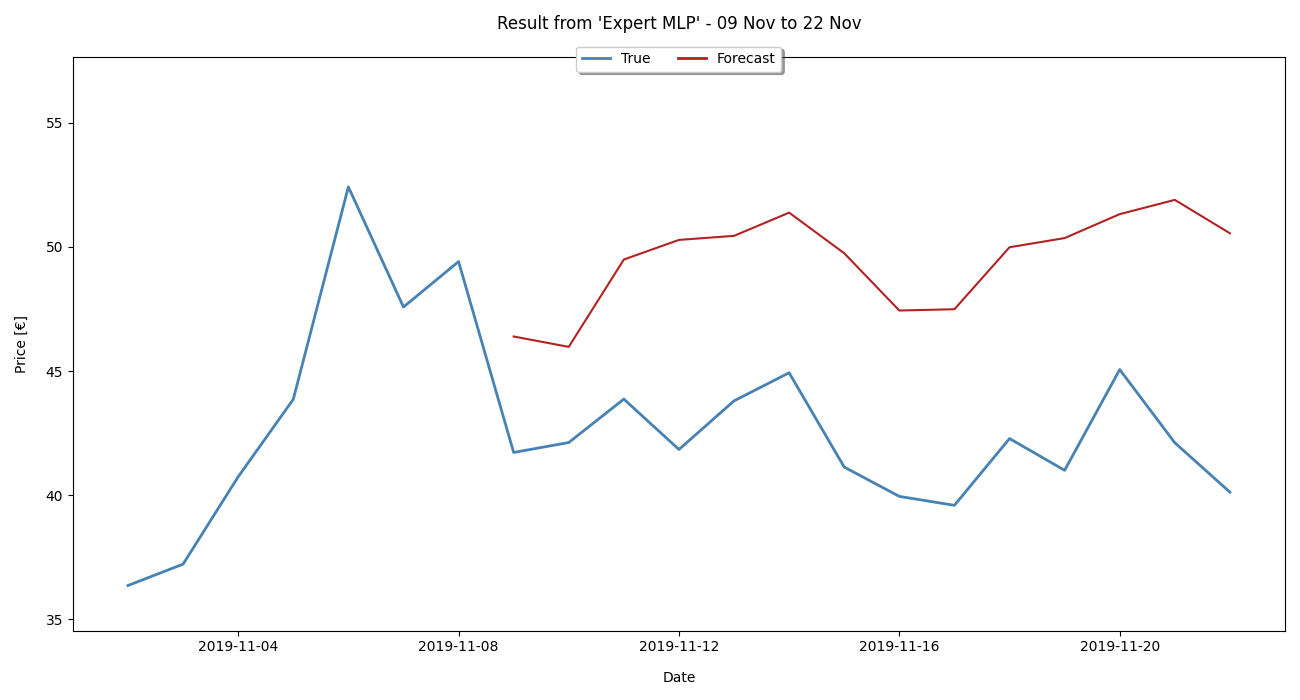 Result from 'Expert MLP' - 09 Nov to 22 Nov
True Forecast
Price [€]
55
50
45
40
35
2019-11-04 2019-11-08 2019-11-12 2019-11-16 2019-11-20
Date